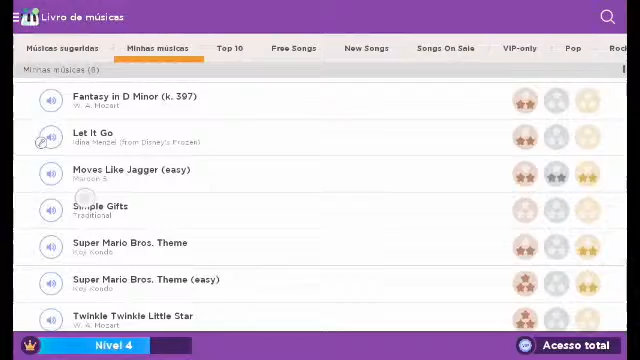 Livro de músicas
Músicas sugeridas Minhas músicas Top 10 Free Songs New Songs Songs On Sale VIP-only Pop Rock
Minhas músicas (8)
Fantasy in D Minor (k. 397)
W. A. Mozart
Let It Go
Idina Menzel (from Disney's Frozen)
Moves Like Jagger (easy)
Maroon 5
Simple Gifts
Traditional
Super Mario Bros. Theme
Koji Kondo
Super Mario Bros. Theme (easy)
Koji Kondo
Twinkle Twinkle Little Star
W. A. Mozart
Nível 4 VIP Acesso total